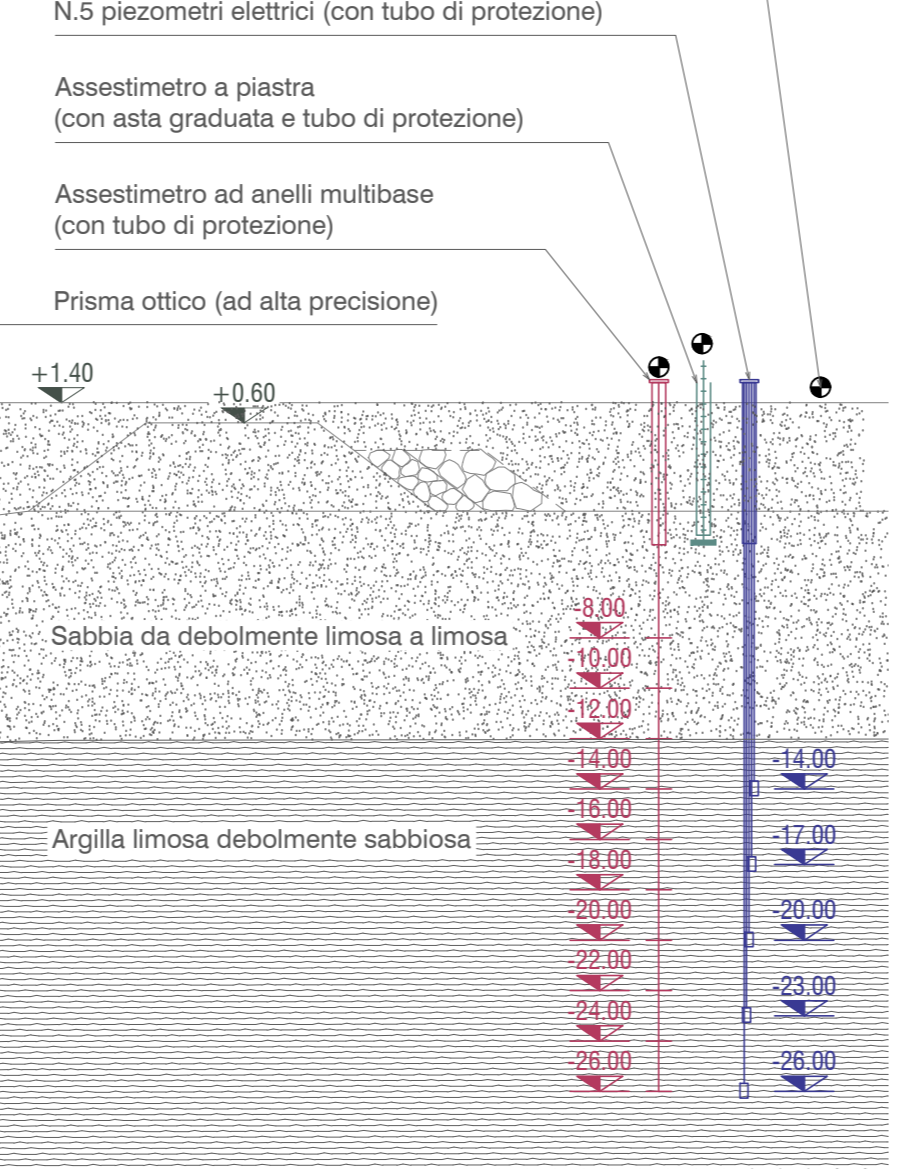 N.5 piezometri elettrici (con tubo di protezione)
Assestimetro a piastra
(con asta graduata e tubo di protezione)
Assestimetro ad anelli multibase
(con tubo di protezione)
Prisma ottico (ad alta precisione)
+1.40
+0.60
-8.00
Sabbia da debolmente limosa a limosa
-10.00
-12.00
-14.00
-14.00
-16.00
Argilla limosa debolmente sabbiosa
-17.00
-18.00
-20.00
-20.00
-22.00
-23.00
-24.00
-26.00
-26.00